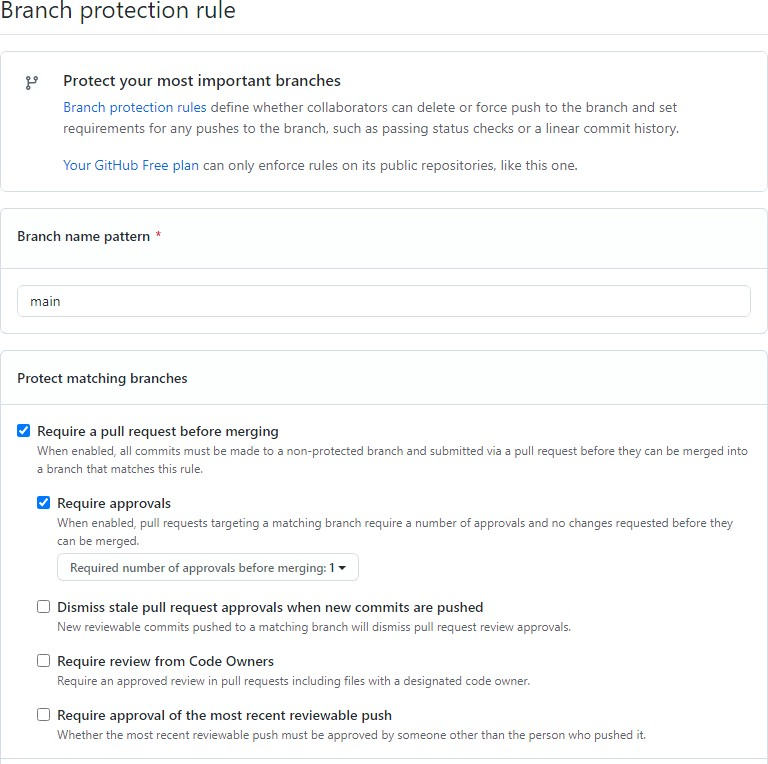 Branch protection rule
Protect your most important branches
Branch protection rules define whether collaborators can delete or force push to the branch and set
requirements for any pushes to the branch, such as passing status checks or a linear commit history.
Your GitHub Free plan can only enforce rules on its public repositories, like this one.
Branch name pattern *
main
Protect matching branches
Require a pull request before merging
When enabled, all commits must be made to a non-protected branch and submitted via a pull request before they can be merged into
a branch that matches this rule.
Require approvals
When enabled, pull requests targeting a matching branch require a number of approvals and no changes requested before they
can be merged.
Required number of approvals before merging: 1
Dismiss stale pull request approvals when new commits are pushed
New reviewable commits pushed to a matching branch will dismiss pull request review approvals.
Require review from Code Owners
Require an approved review in pull requests including files with a designated code owner.
Require approval of the most recent reviewable push
Whether the most recent reviewable push must be approved by someone other than the person who pushed it.